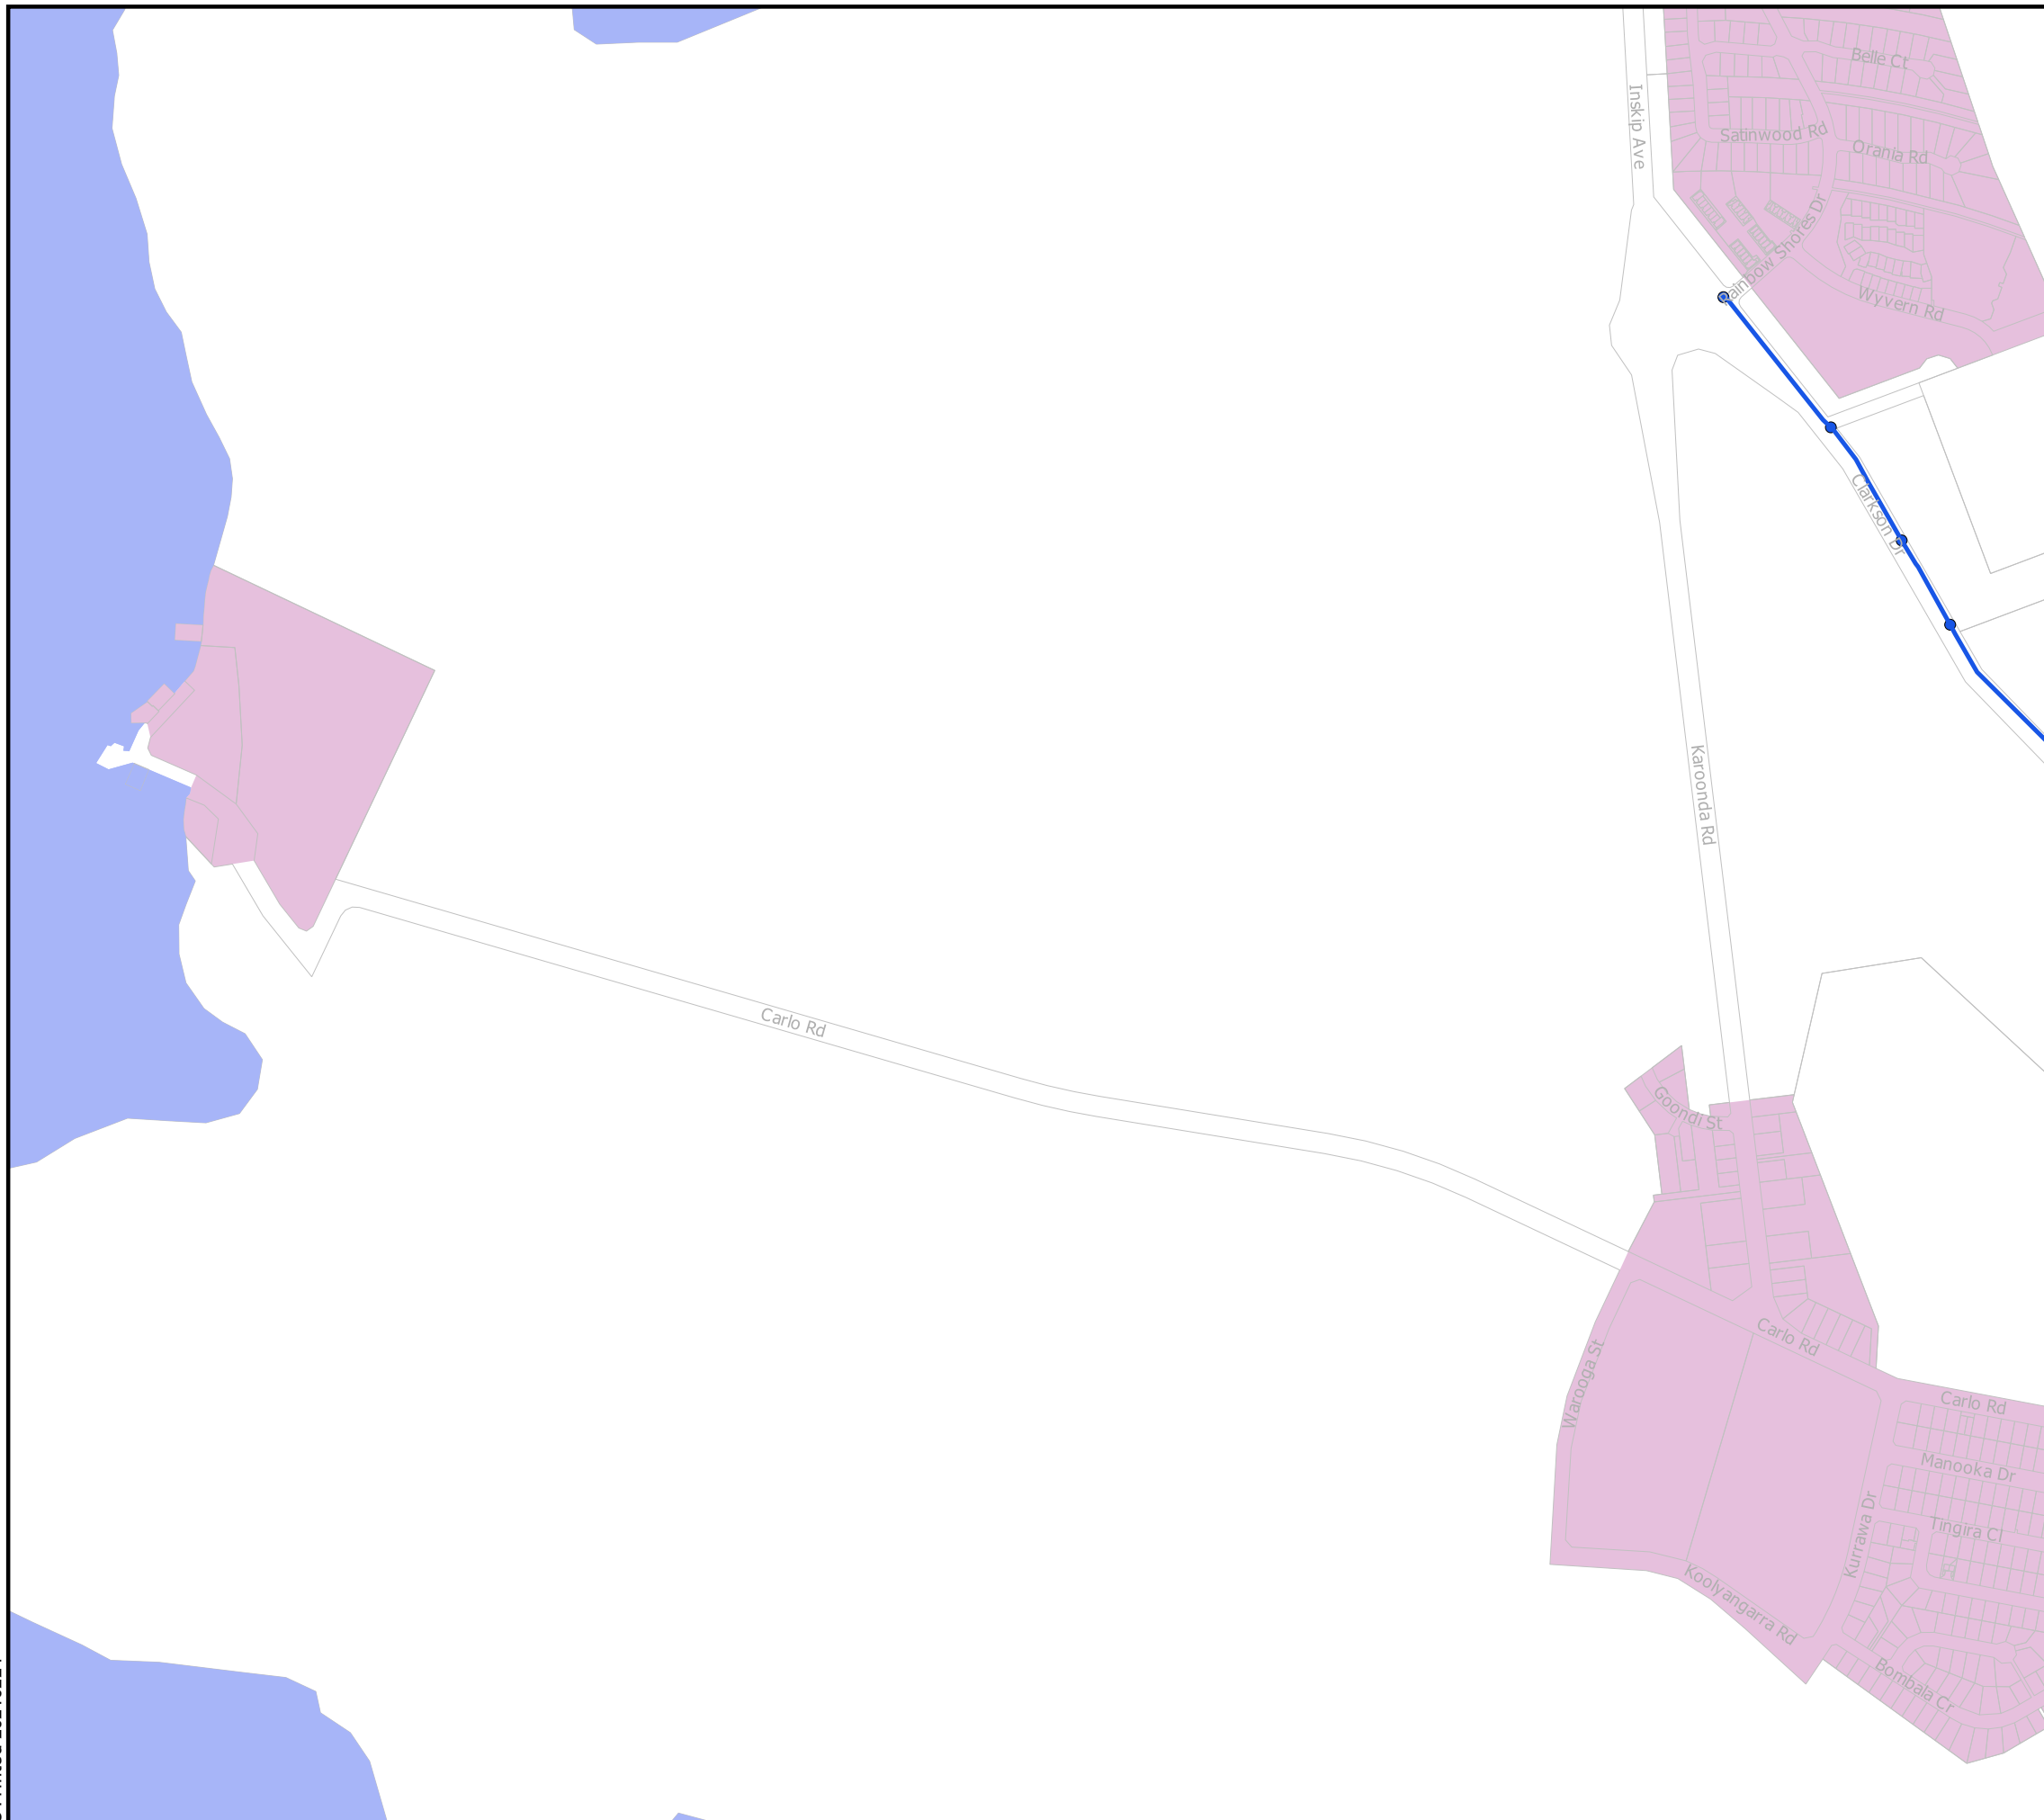 Belle Ct
Inskip Ave
Satinwood Rd
Orania Rd
Rainbow Shores Dr
Wyvern Rd
Clarkson Dr
Karoonda Rd
Carlo Rd
Goondi St
Carlo Rd
Warooga St
Carlo Rd
Manooka Dr
Tingira Cl
Kurrawa Dr
Koolyangarra Rd
Bombala Cr